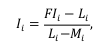 I_i = \frac{FI_i - L_i}{L_i - M_i},